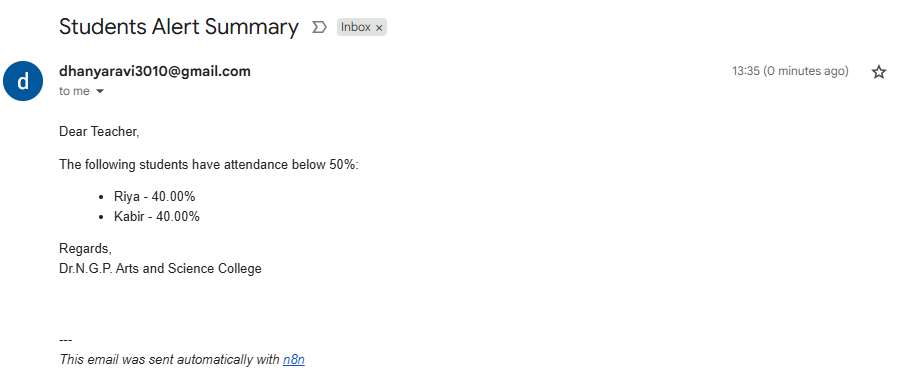 Students Alert Summary Inbox ×
d
dhanyaravi3010@gmail.com 13:35 (0 minutes ago)
to me
Dear Teacher,
The following students have attendance below 50%:
• Riya - 40.00%
• Kabir - 40.00%
Regards,
Dr.N.G.P. Arts and Science College
---
This email was sent automatically with n8n